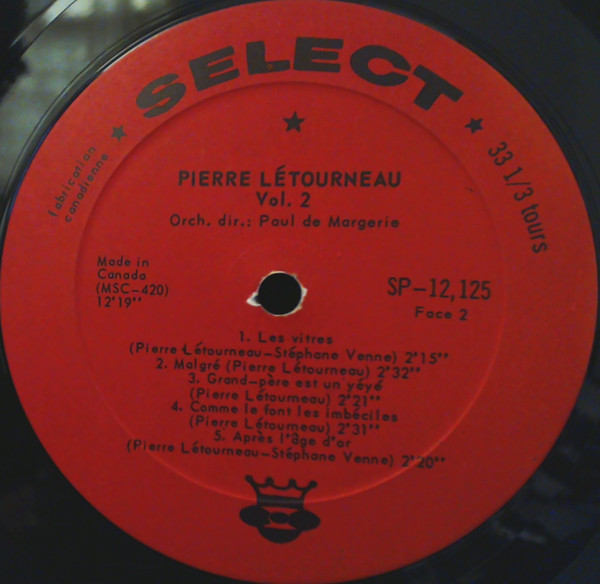 SELECT
fabrication
canadienne
33 1/3 tours
PIERRE LÉTOURNEAU
Vol. 2
Orch. dir.: Paul de Margerie
Made in
Canada
(MSC-420)
12'19''
SP-12,125
Face 2
1. Les vitres
(Pierre Létourneau-Stéphane Venne) 2'15''
2. Malgré (Pierre Létourneau) 2'32''
3. Grand-père est un yéyé
(Pierre Létourneau) 2'21''
4. Comme le font les imbéciles
(Pierre Létourneau) 2'31''
5. Après l'âge d'or
(Pierre Létourneau-Stéphane Venne) 2'20''